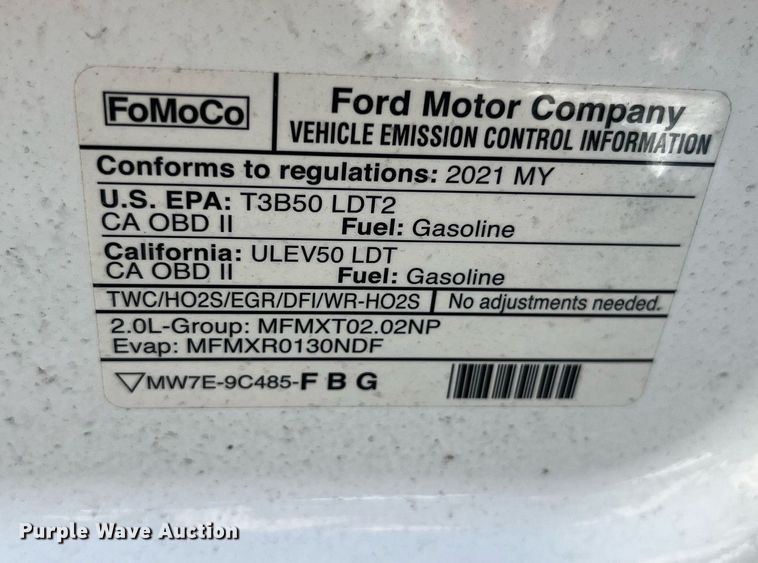 FoMoCo
Ford Motor Company
VEHICLE EMISSION CONTROL INFORMATION
Conforms to regulations: 2021 MY
U.S. EPA: T3B50 LDT2
CA OBD II Fuel: Gasoline
California: ULEV50 LDT
CA OBD II Fuel: Gasoline
TWC/HO2S/EGR/DFI/WR-HO2S No adjustments needed.
2.0L-Group: MFMXT02.02NP
Evap: MFMXR0130NDF
▽MW7E-9C485-F B G
Purple Wave Auction